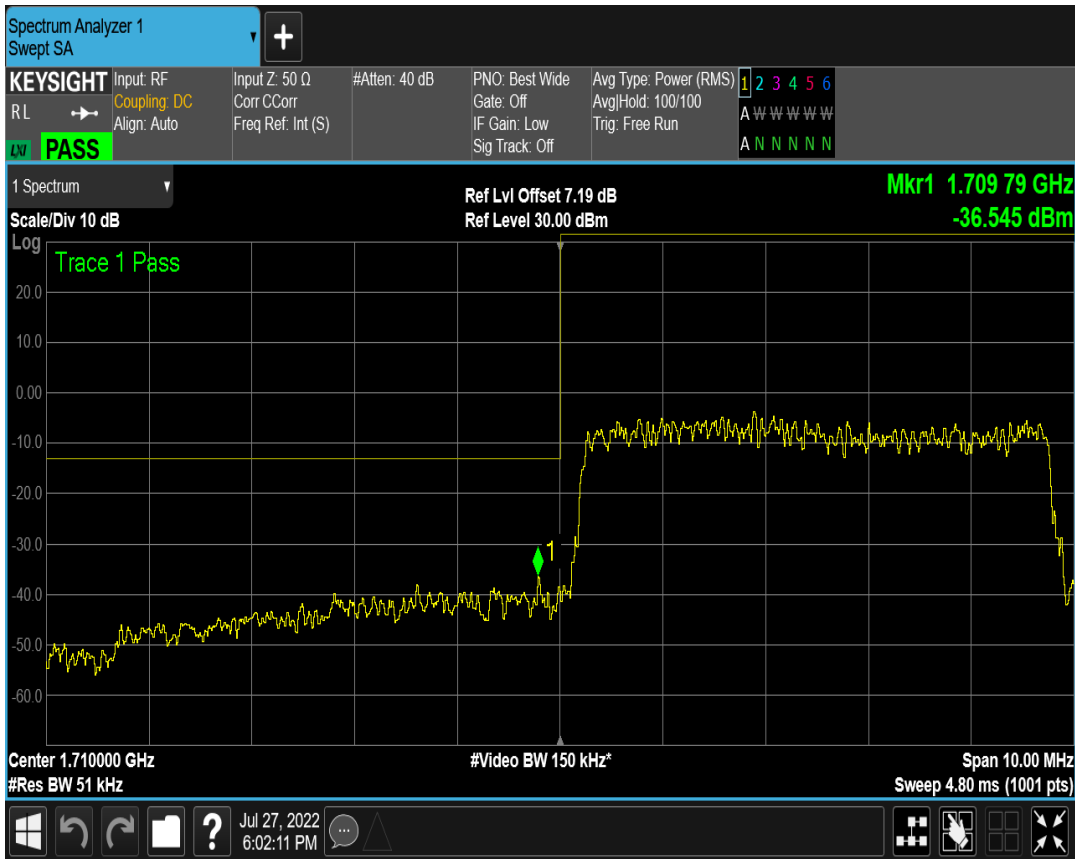 Spectrum Analyzer 1
Swept SA
+
KEYSIGHT
RL
LXI PASS
Input: RF
Coupling: DC
Align: Auto
Input Z: 50 Ω
Corr CCorr
Freq Ref: Int (S)
#Atten: 40 dB
PNO: Best Wide
Gate: Off
IF Gain: Low
Sig Track: Off
Avg Type: Power (RMS)
Avg|Hold: 100/100
Trig: Free Run
1 2 3 4 5 6
A W W W W W
A N N N N N
1 Spectrum
Scale/Div 10 dB
Ref Lvl Offset 7.19 dB
Ref Level 30.00 dBm
Mkr1 1.709 79 GHz
-36.545 dBm
Log
Trace 1 Pass
20.0
10.0
0.00
-10.0
-20.0
-30.0
1
-40.0
-50.0
-60.0
Center 1.710000 GHz
#Res BW 51 kHz
#Video BW 150 kHz*
Span 10.00 MHz
Sweep 4.80 ms (1001 pts)
?
Jul 27, 2022
6:02:11 PM